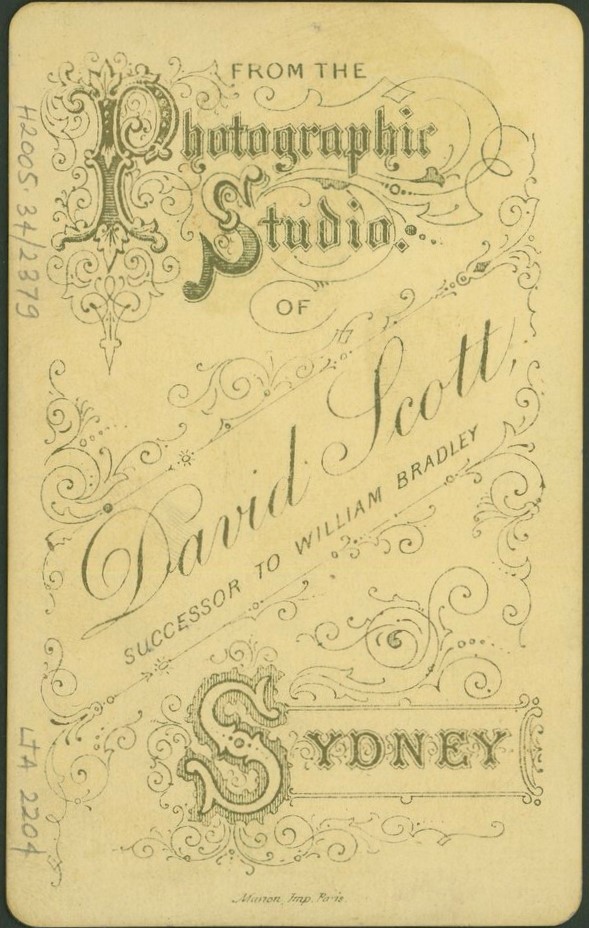 FROM THE
Photographic
Studio.
OF
David Scott,
SUCCESSOR TO WILLIAM BRADLEY
SYDNEY
Marion, Imp. Paris.
H2005.34/2379
LTA 2204